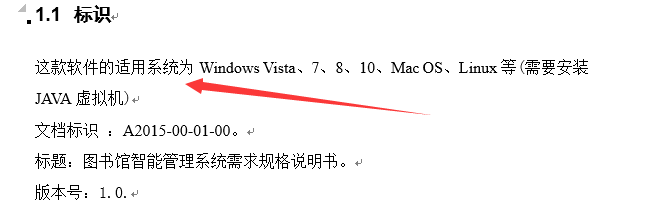 1.1 标识
这款软件的适用系统为 Windows Vista、7、8、10、Mac OS、Linux 等(需要安装
JAVA 虚拟机)
文档标识 ：A2015-00-01-00。
标题：图书馆智能管理系统需求规格说明书。
版本号：1.0.